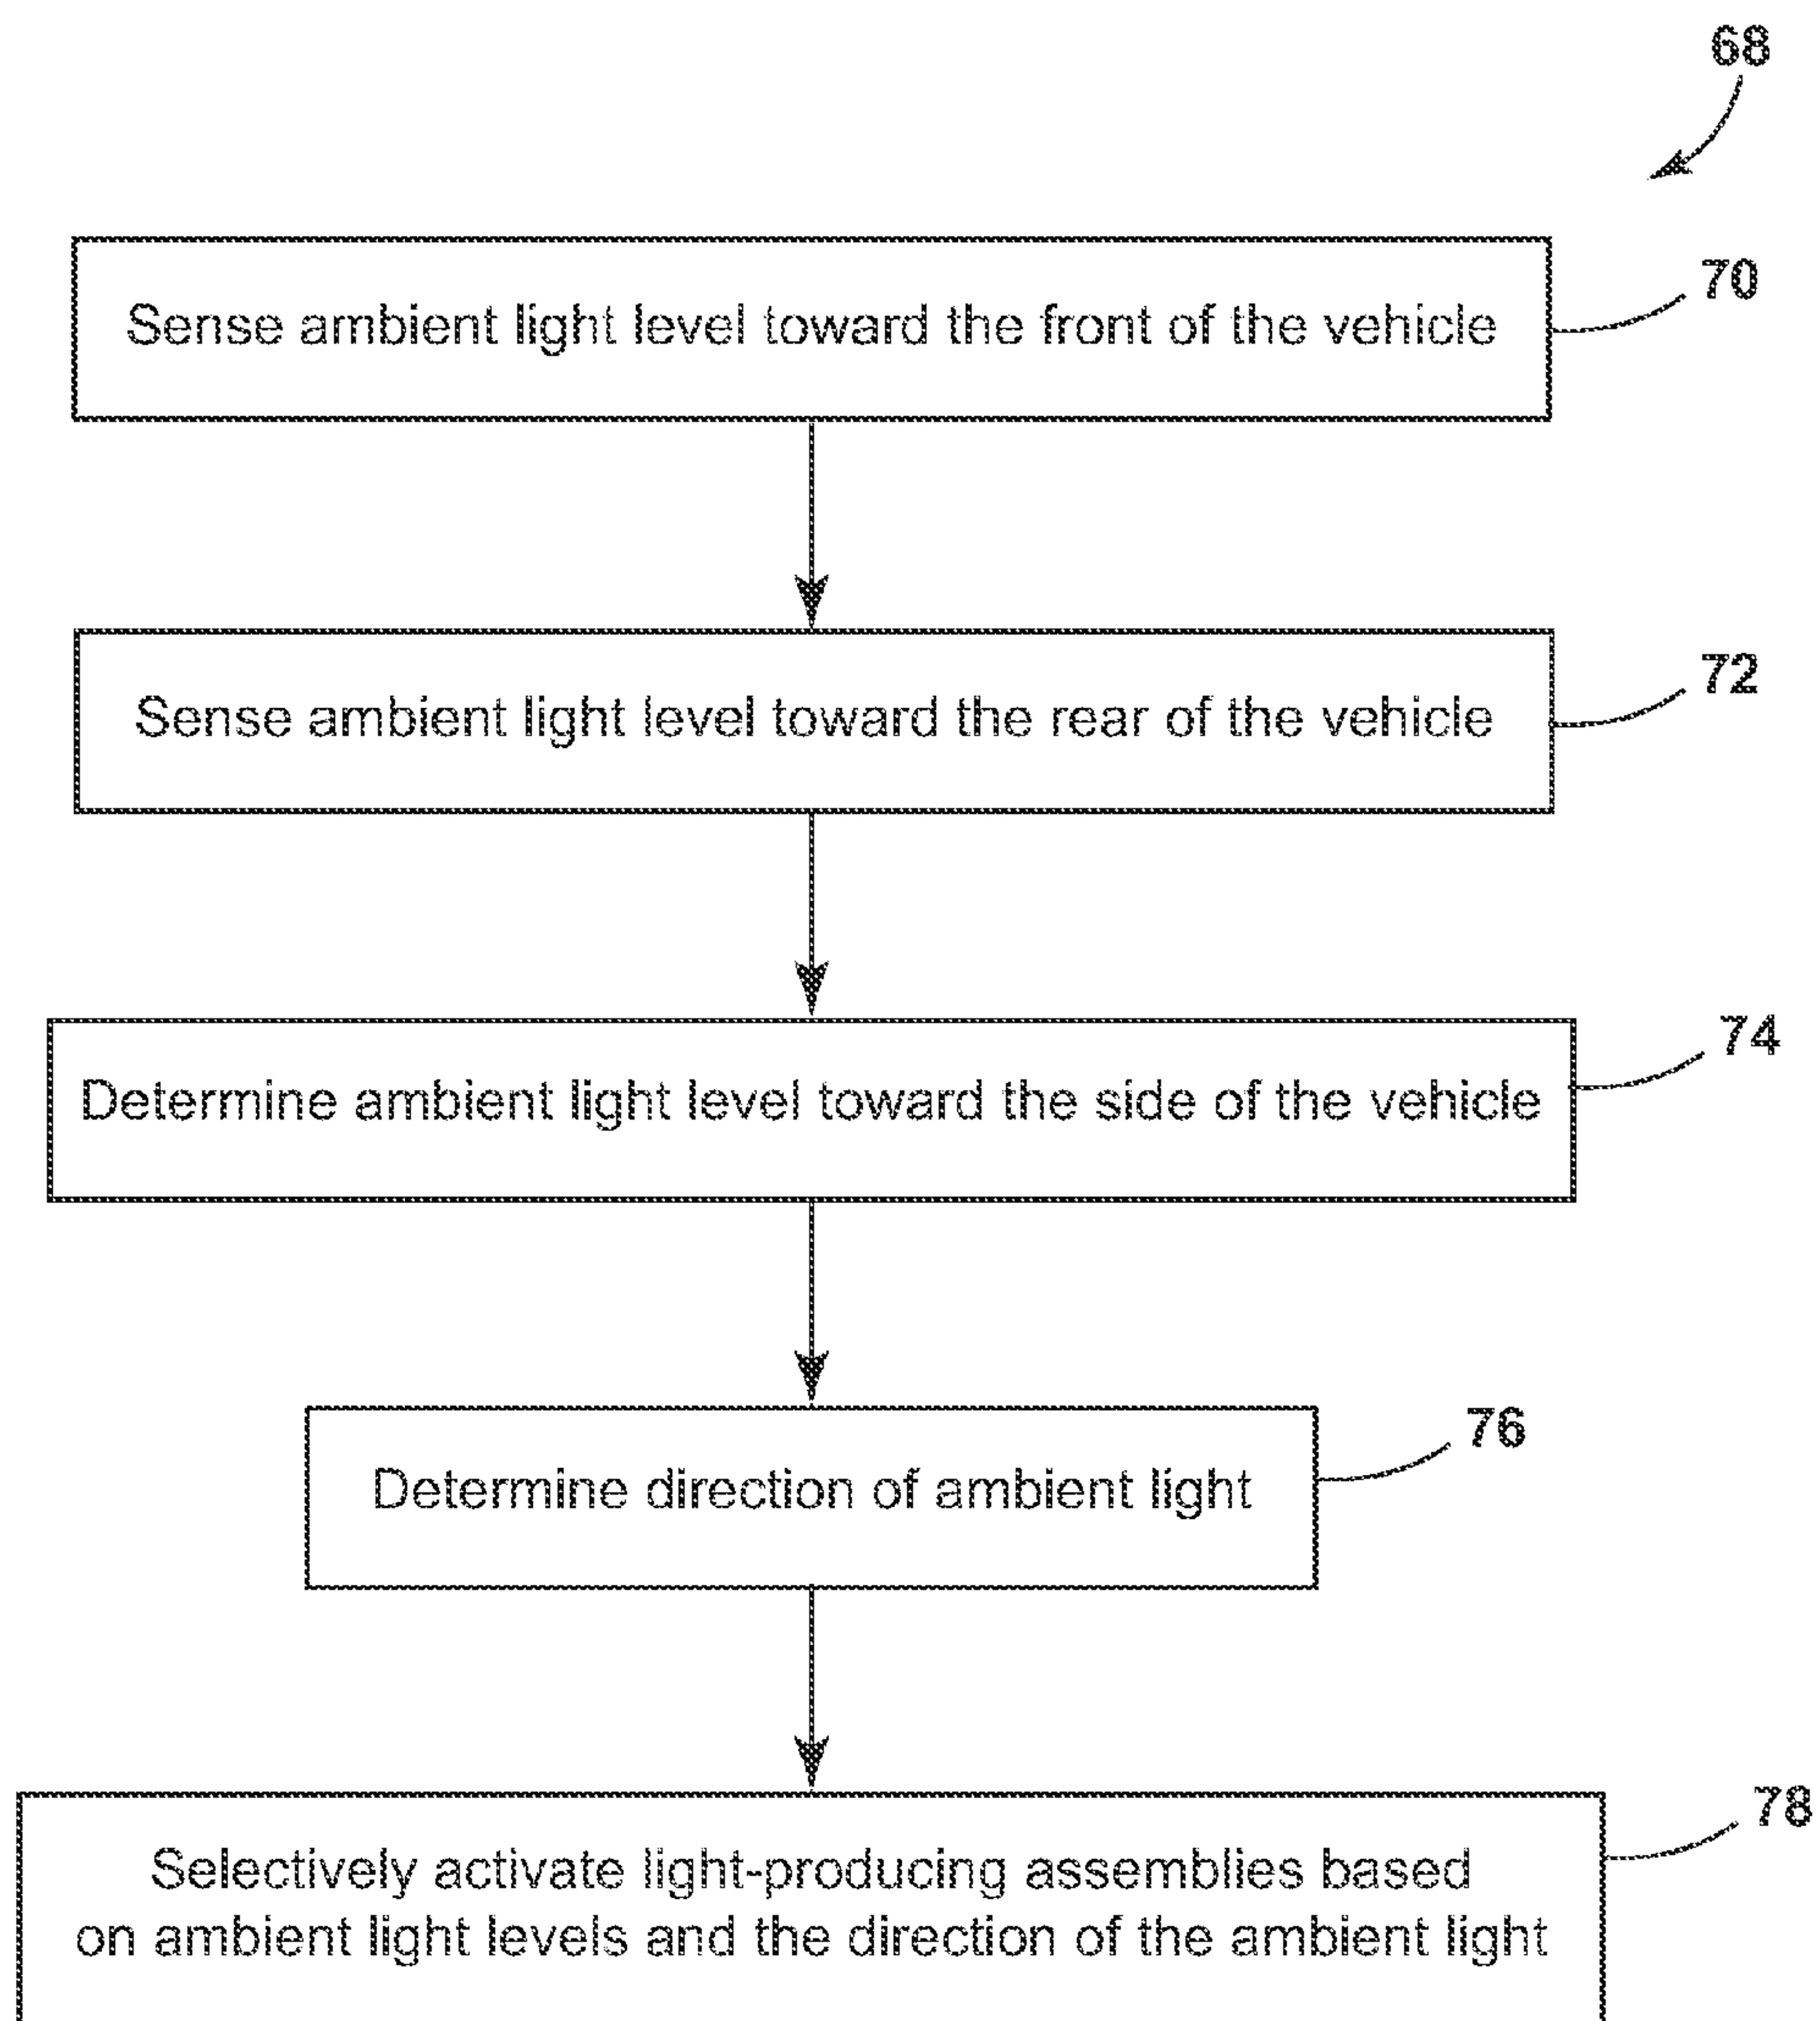 68
Sense ambient light level toward the front of the vehicle
70
Sense ambient light level toward the rear of the vehicle
72
Determine ambient light level toward the side of the vehicle
74
Determine direction of ambient light
76
Selectively activate light-producing assemblies based
on ambient light levels and the direction of the ambient light
78